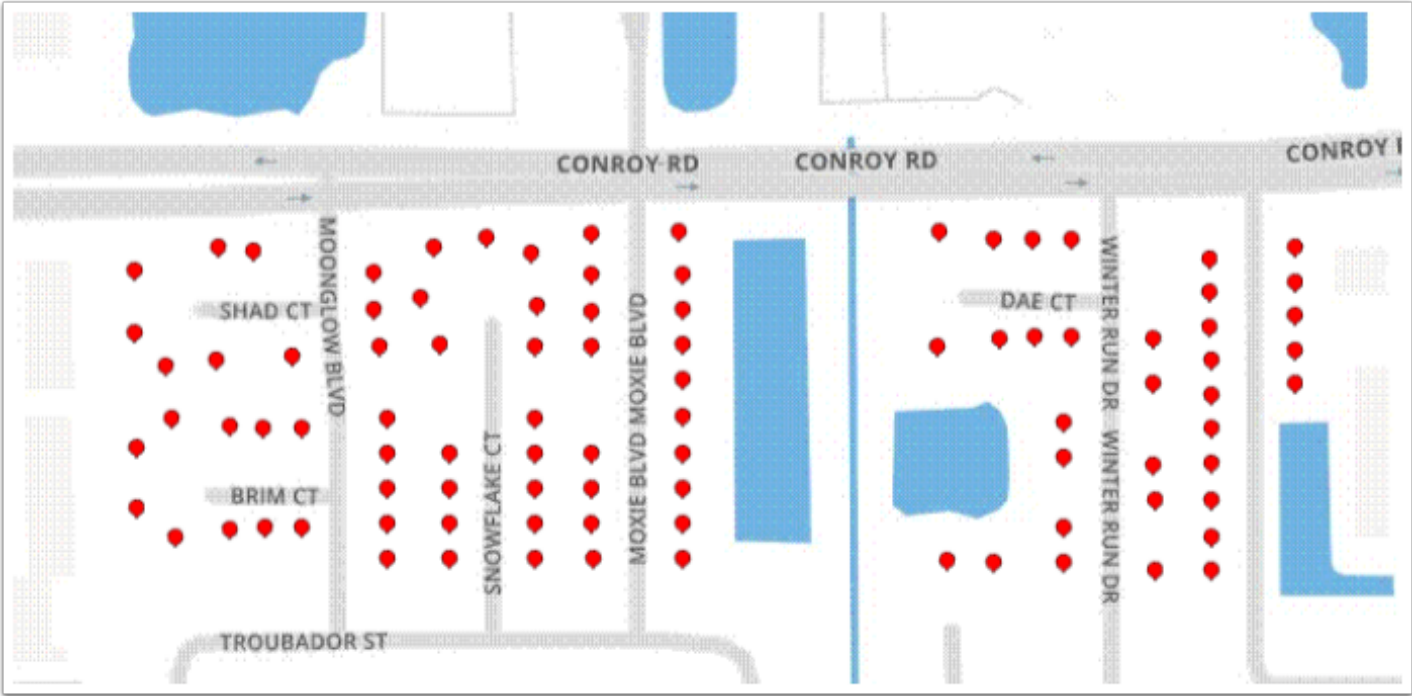 CONROY RD
CONROY RD
CONROY
MOONGLOW BLVD
SHAD CT
MOXIE BLVD MOXIE BLVD
DAE CT
WINTER RUN DR
WINTER RUN DR
SNOWFLAKE CT
BRIM CT
TROUBADOR ST